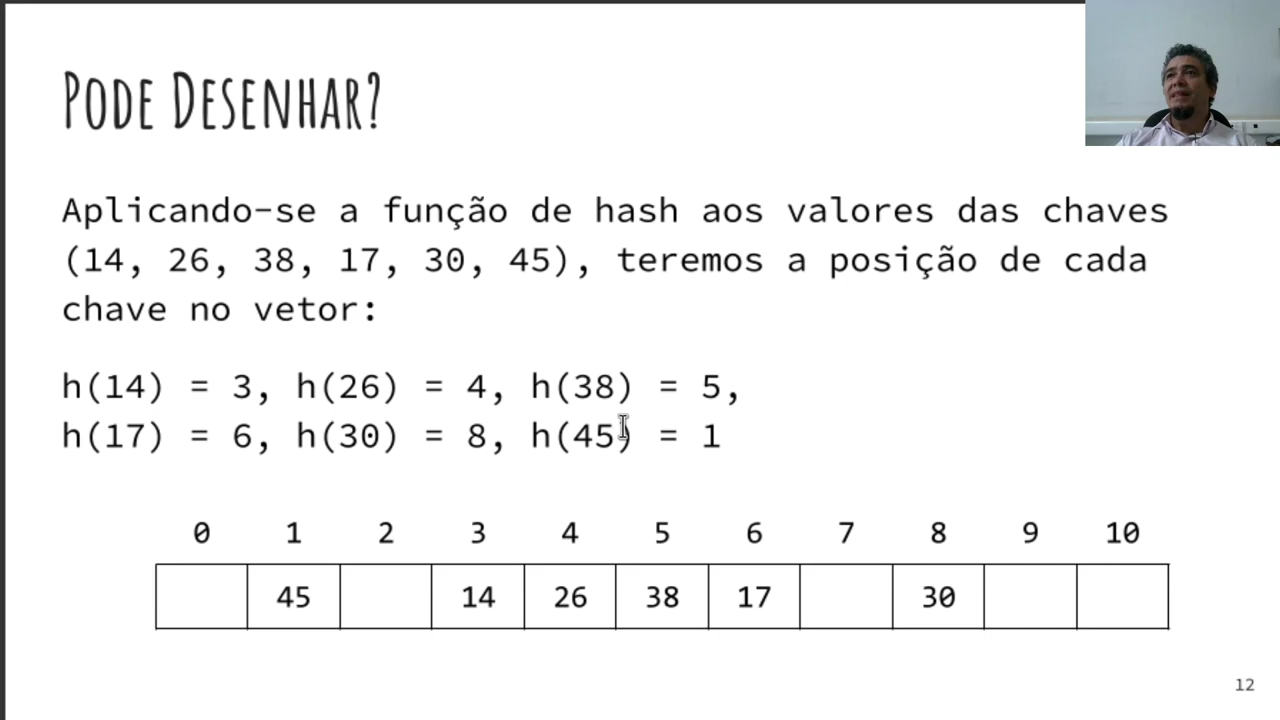 PODE DESENHAR?
Aplicando-se a função de hash aos valores das chaves
(14, 26, 38, 17, 30, 45), teremos a posição de cada
chave no vetor:
h(14) = 3, h(26) = 4, h(38) = 5,
h(17) = 6, h(30) = 8, h(45) = 1
0 1 2 3 4 5 6 7 8 9 10
45 14 26 38 17 30
12